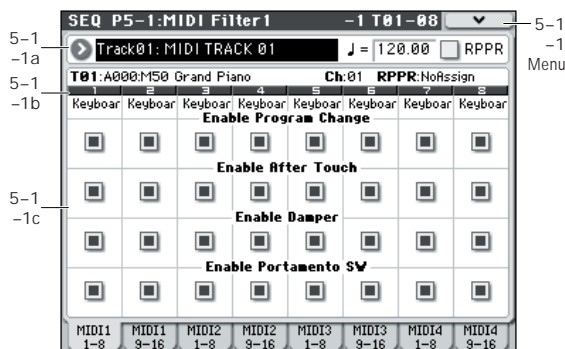 SEQ P5-1:MIDI Filter1 -1 T01-08
5-1
-1
Menu
5-1
-1a
Track01: MIDI TRACK 01 ♩ = 120.00 RPPR
5-1
-1b
T01:A000:M50 Grand Piano Ch:01 RPPR:NoAssign
1 2 3 4 5 6 7 8
Keyboar Keyboar Keyboar Keyboar Keyboar Keyboar Keyboar Keyboar
Enable Program Change
Enable After Touch
5-1
-1c
Enable Damper
Enable Portamento SW
MIDI1 MIDI1 MIDI2 MIDI2 MIDI3 MIDI3 MIDI4 MIDI4
1-8 9-16 1-8 9-16 1-8 9-16 1-8 9-16